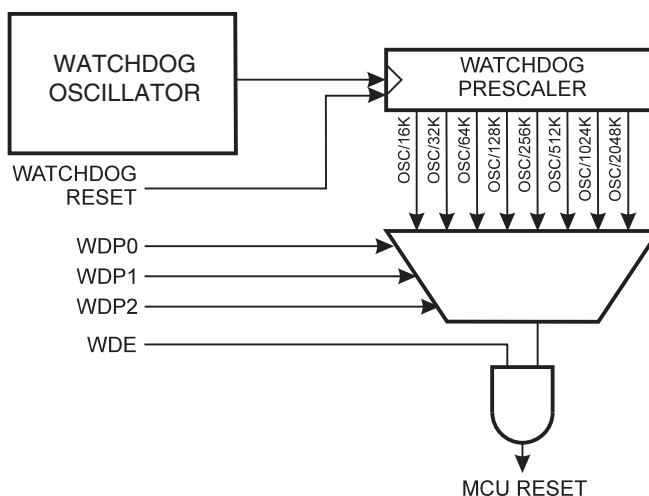 WATCHDOG
OSCILLATOR
WATCHDOG
PRESCALER
OSC/16K
OSC/32K
OSC/64K
OSC/128K
OSC/256K
OSC/512K
OSC/1024K
OSC/2048K
WATCHDOG
RESET
WDP0
WDP1
WDP2
WDE
MCU RESET